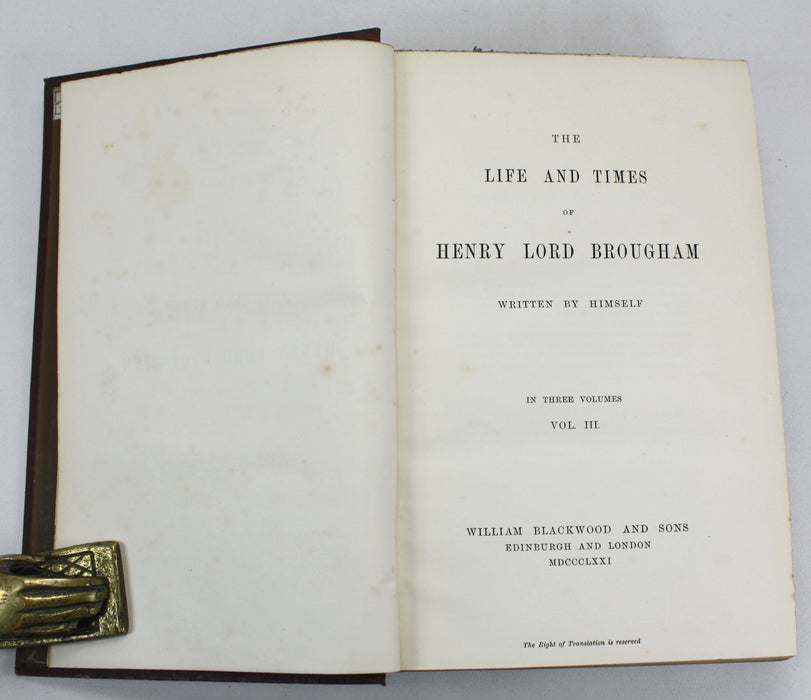 THE
LIFE AND TIMES
OF
HENRY LORD BROUGHAM
WRITTEN BY HIMSELF
IN THREE VOLUMES
VOL. III.
WILLIAM BLACKWOOD AND SONS
EDINBURGH AND LONDON
MDCCCLXXI
The Right of Translation is reserved